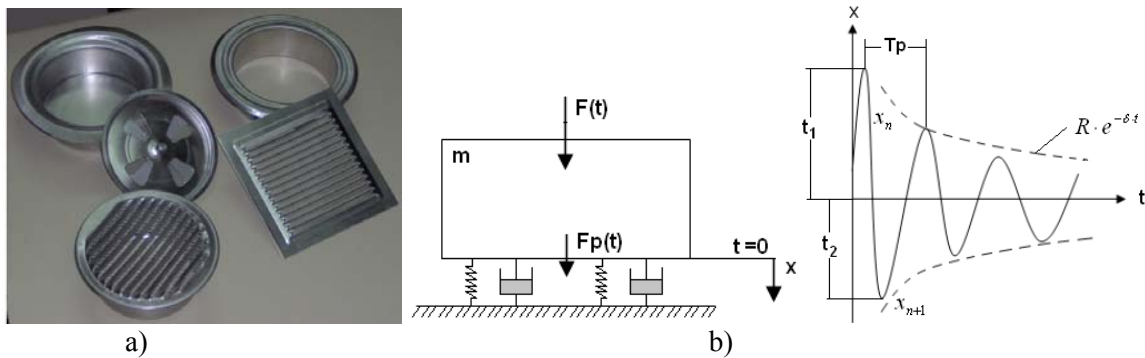 F(t)
m
Fp(t)
t=0
x
x
Tp
t₁
xₙ
R · e^{-δ·t}
t
t₂
xₙ₊₁
a)
b)